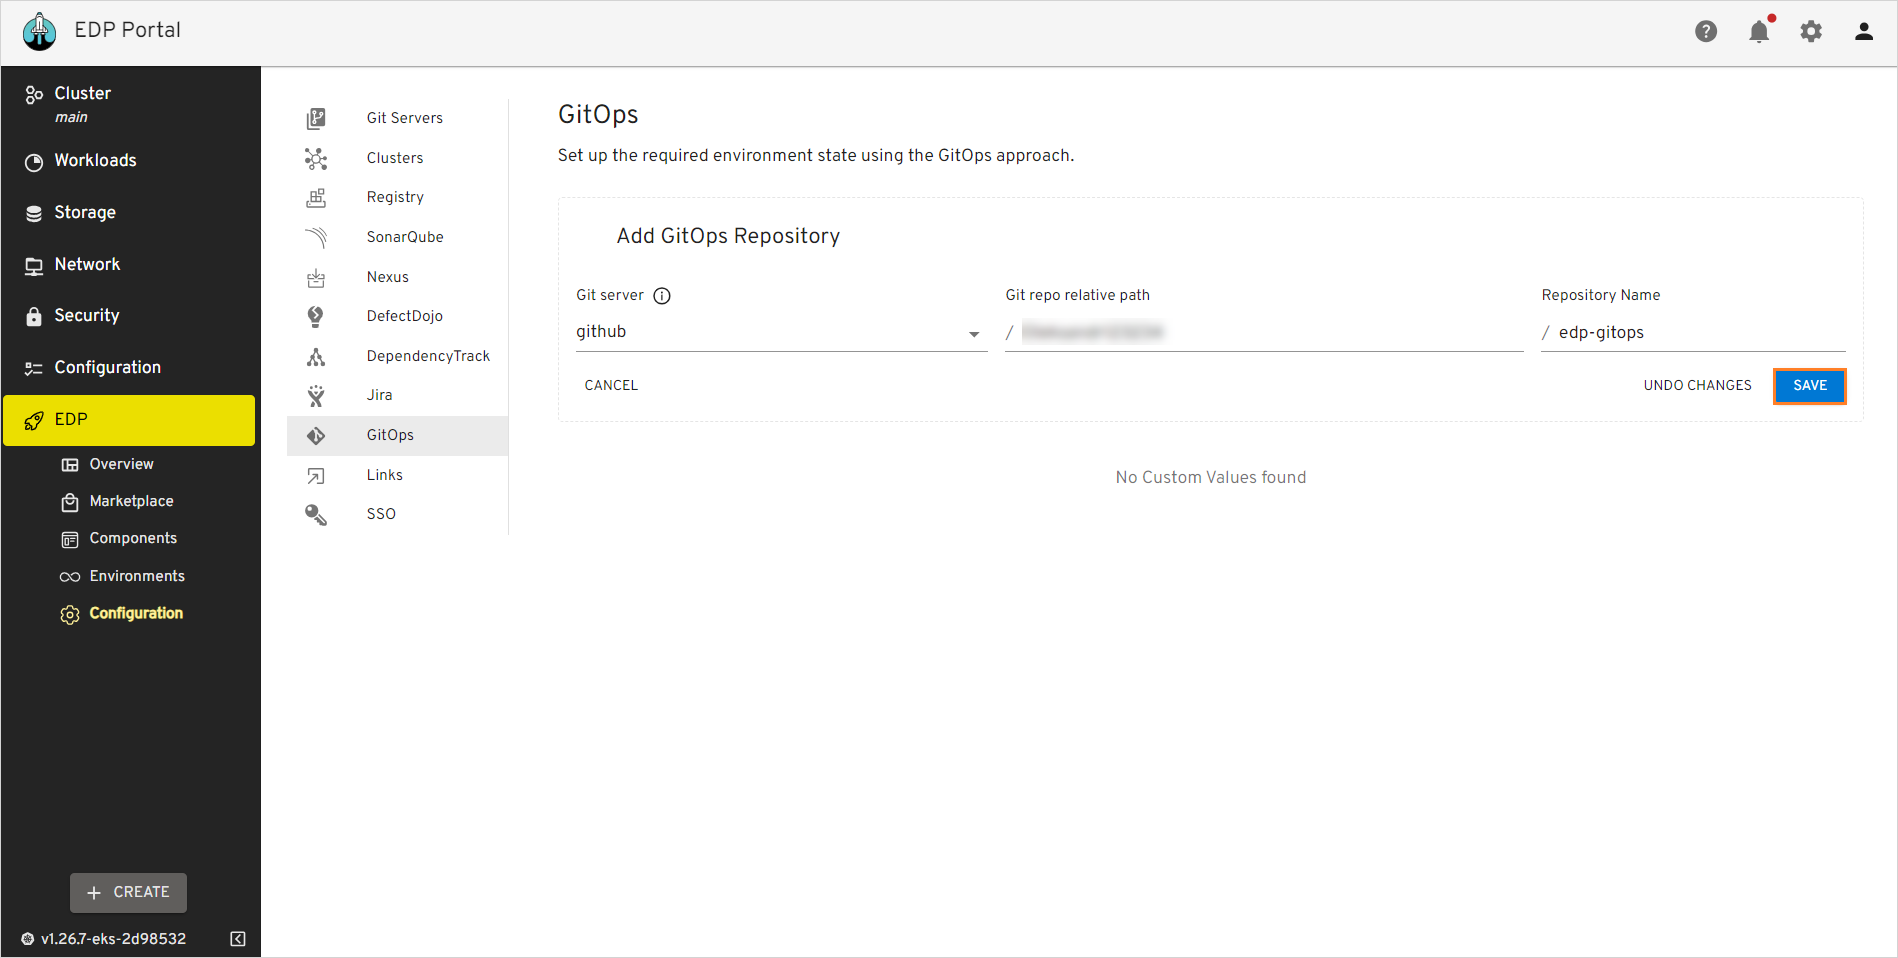 EDP Portal
Cluster
main
Workloads
Storage
Network
Security
Configuration
EDP
Overview
Marketplace
Components
Environments
Configuration
CREATE
v1.26.7-eks-2d98532
Git Servers
Clusters
Registry
SonarQube
Nexus
DefectDojo
DependencyTrack
Jira
GitOps
Links
SSO
GitOps
Set up the required environment state using the GitOps approach.
Add GitOps Repository
Git server
github
Git repo relative path
/
Repository Name
/ edp-gitops
CANCEL
UNDO CHANGES
SAVE
No Custom Values found